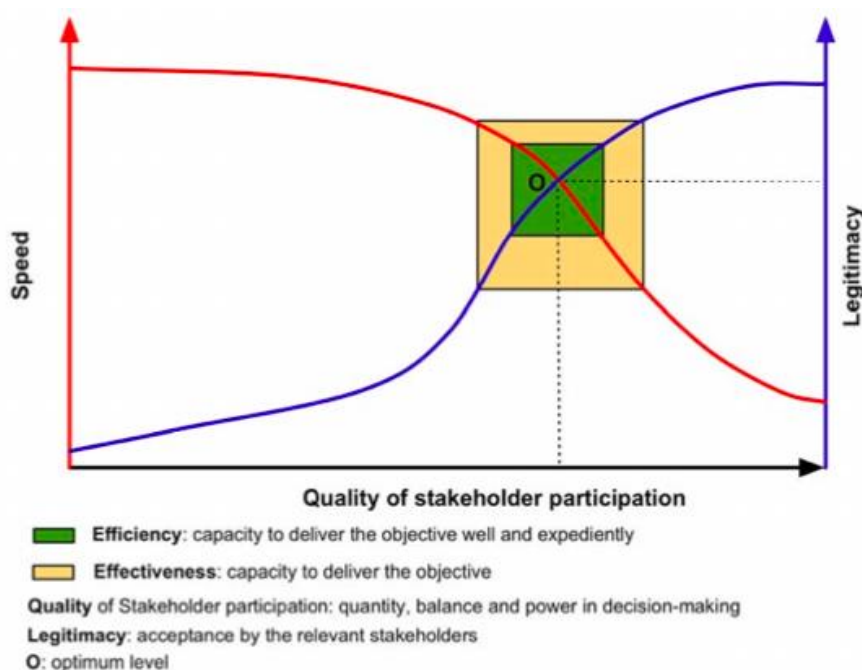 Speed
O
Legitimacy
Quality of stakeholder participation
Efficiency: capacity to deliver the objective well and expediently
Effectiveness: capacity to deliver the objective
Quality of Stakeholder participation: quantity, balance and power in decision-making
Legitimacy: acceptance by the relevant stakeholders
O: optimum level